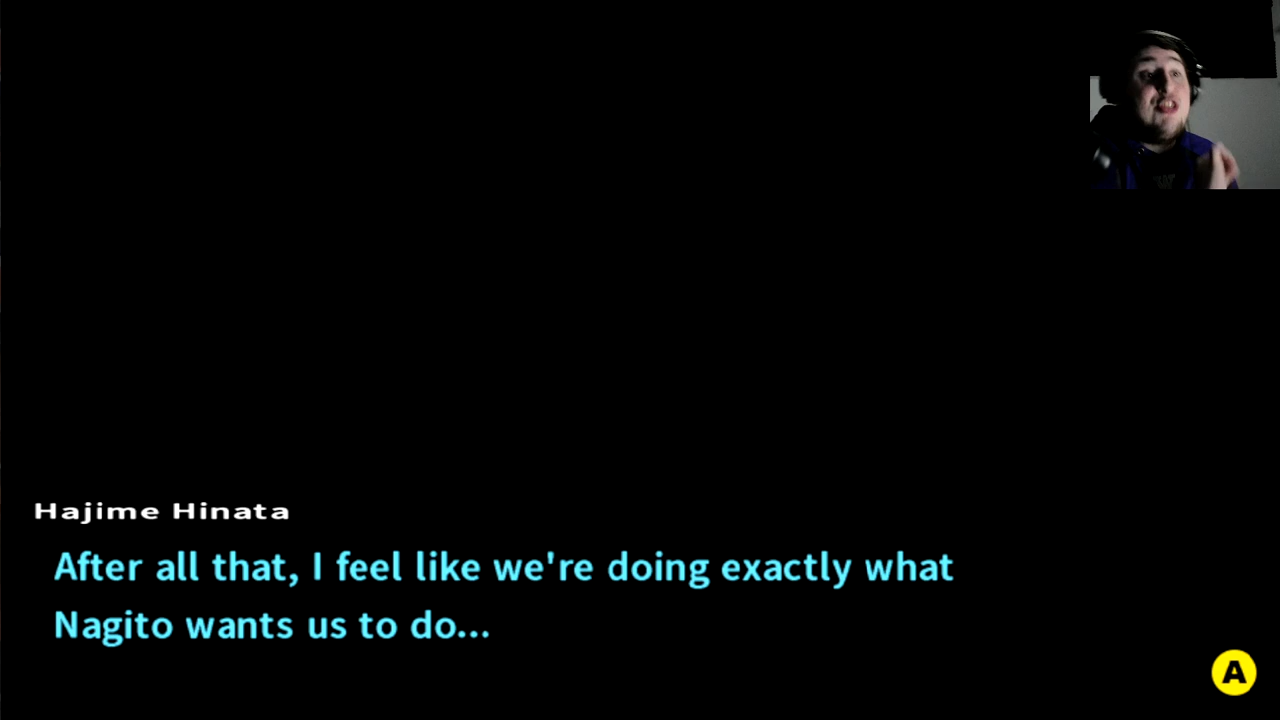 Hajime Hinata
After all that, I feel like we're doing exactly what
Nagito wants us to do...
A